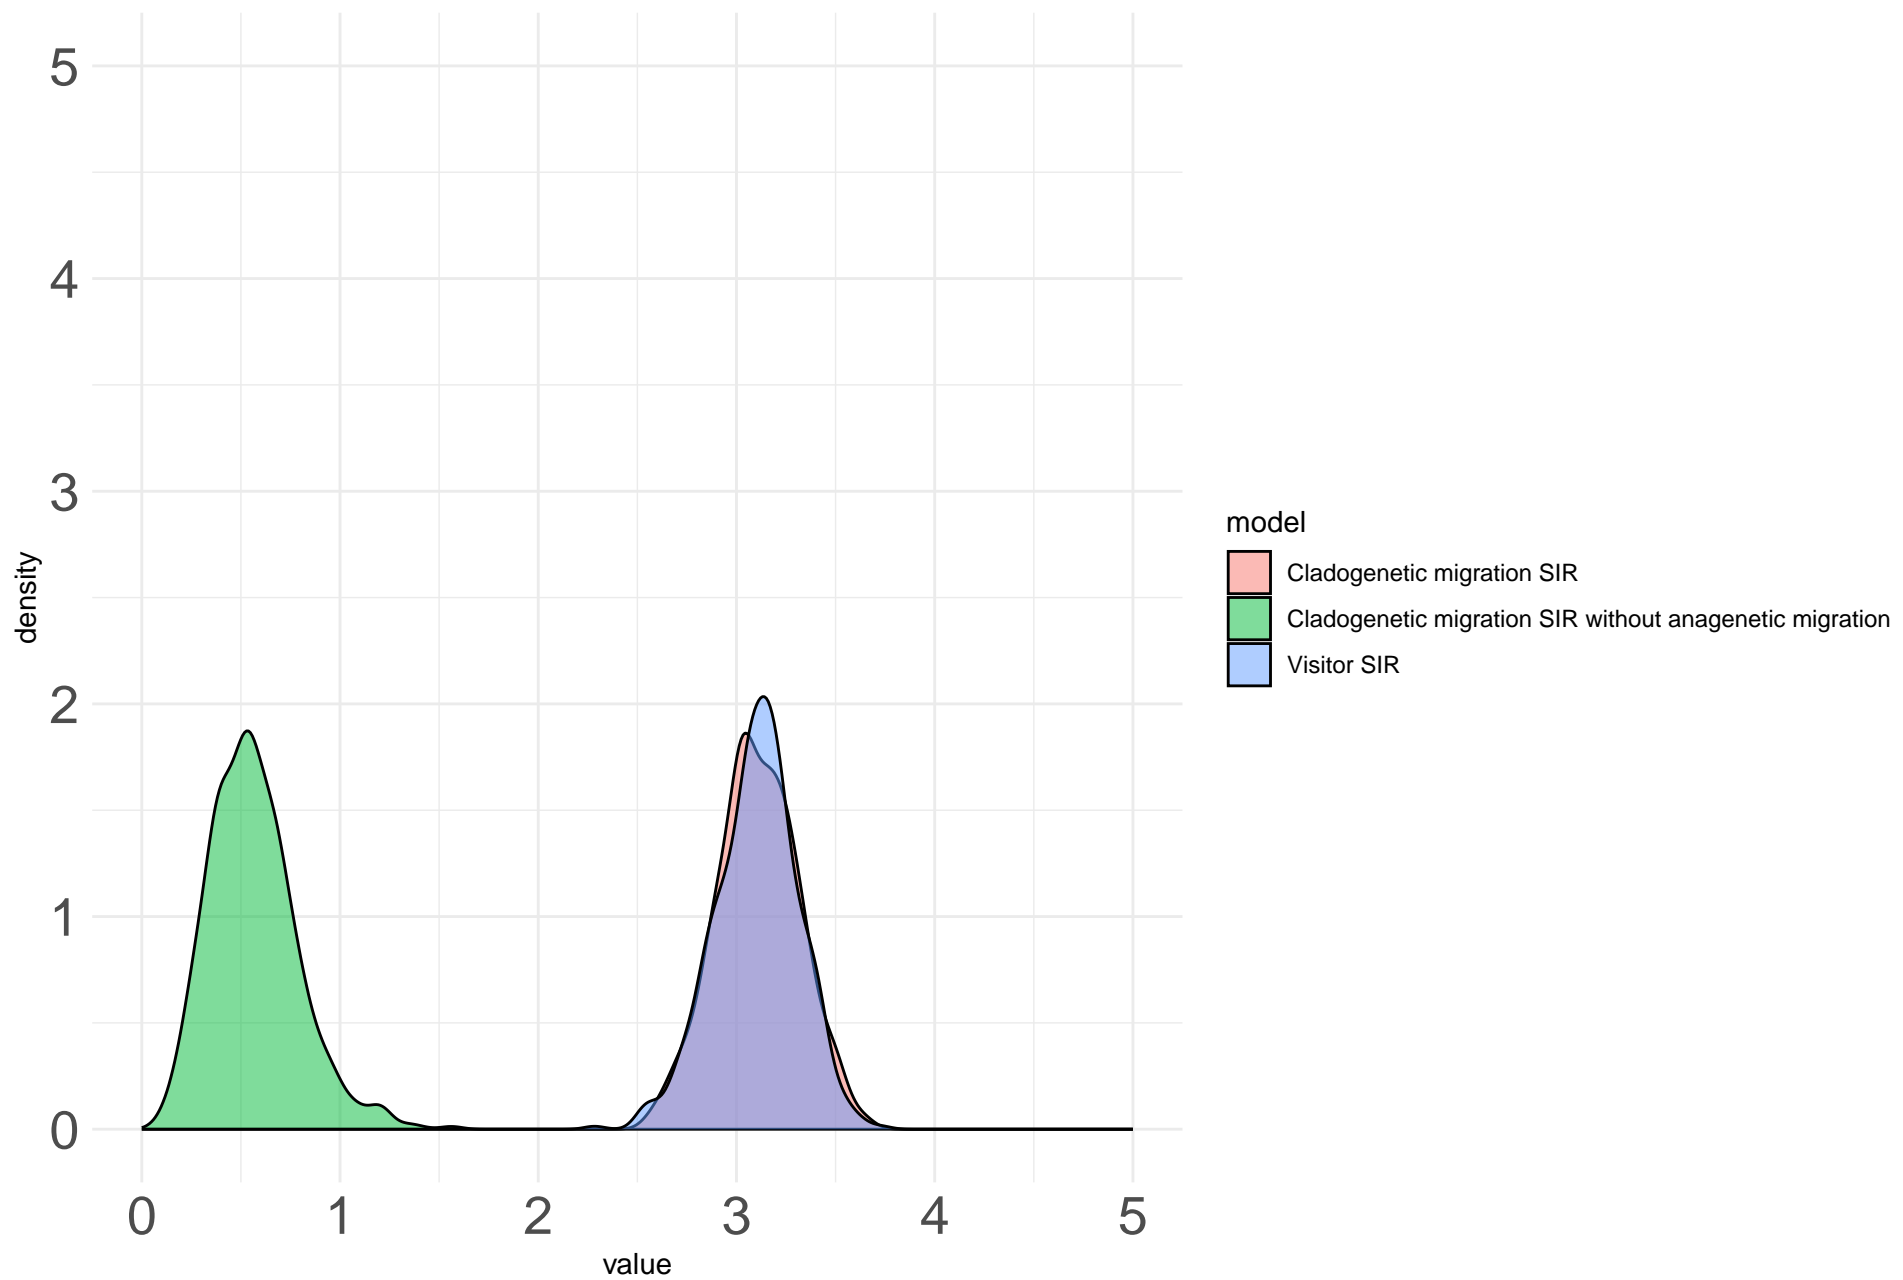 5
4
3
2
1
0
density
0 1 2 3 4 5
value
model
Cladogenetic migration SIR
Cladogenetic migration SIR without anagenetic migration
Visitor SIR